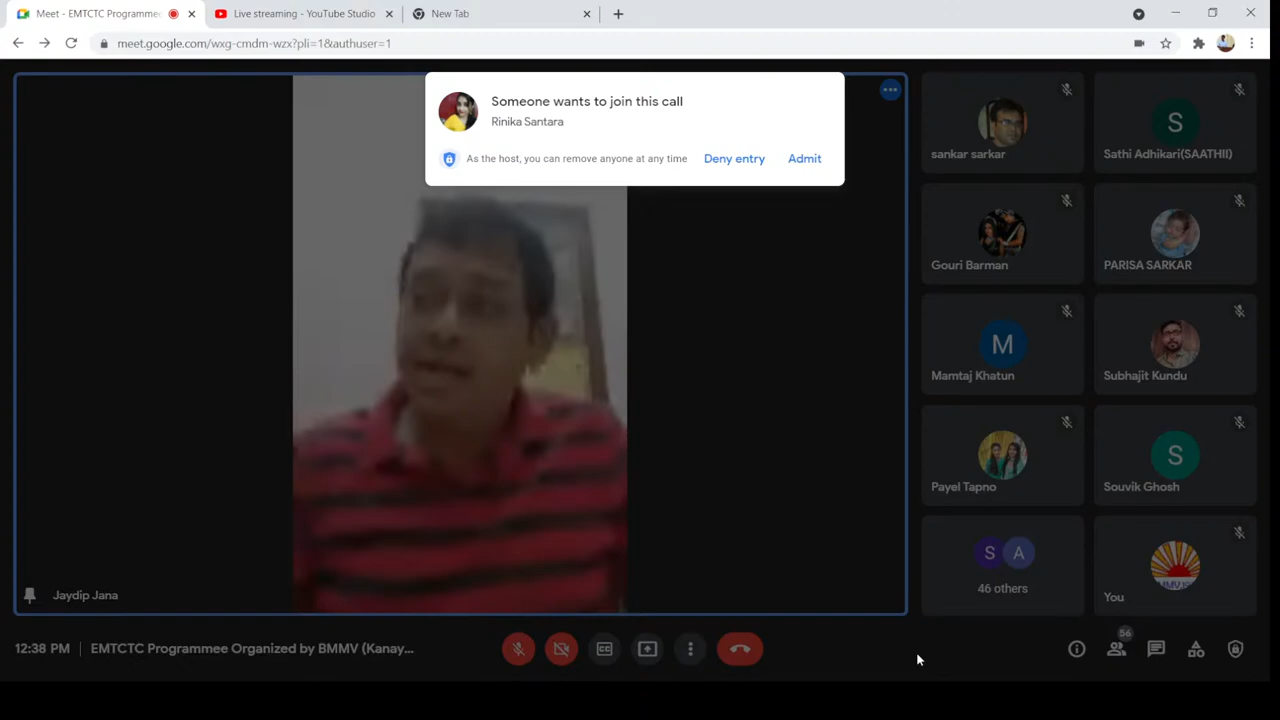 Meet - EMTCTC Programme
Live streaming - YouTube Studio
New Tab
meet.google.com/wxg-cmdm-wzx?pli=1&authuser=1
Someone wants to join this call
Rinika Santara
As the host, you can remove anyone at any time
Deny entry
Admit
sankar sarkar
S
Sathi Adhikari(SAATHII)
Gouri Barman
PARISA SARKAR
M
Mamtaj Khatun
Subhajit Kundu
Payel Tapno
S
Souvik Ghosh
S A
46 others
You
Jaydip Jana
12:38 PM
EMTCTC Programme Organized by BMMV (Kanay...
CC
56